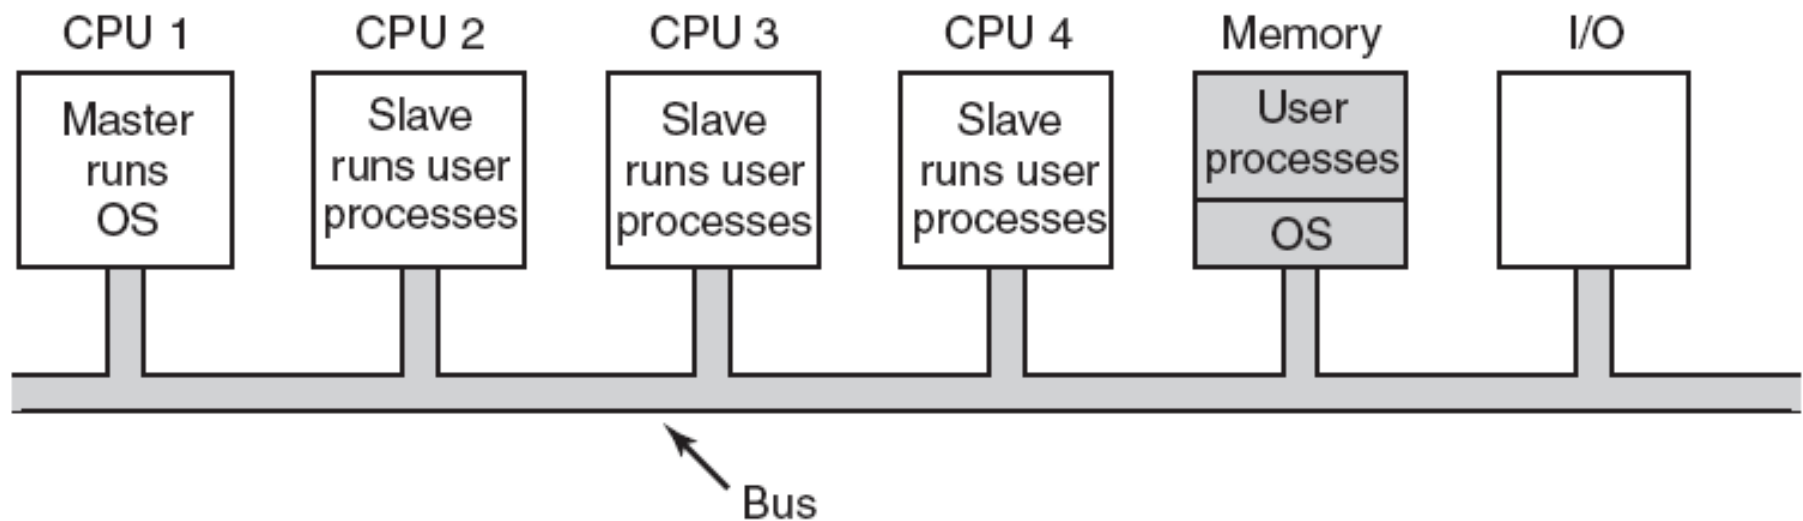 CPU 1
CPU 2
CPU 3
CPU 4
Memory
I/O
Master
runs
OS
Slave
runs user
processes
Slave
runs user
processes
Slave
runs user
processes
User
processes
OS
Bus